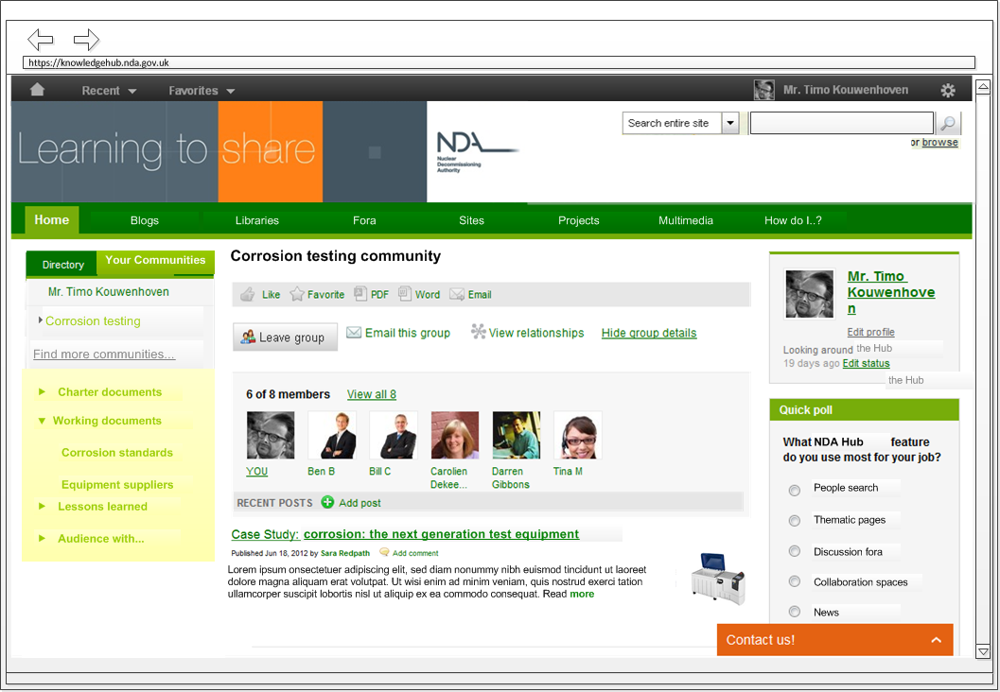 https://knowledgehub.nda.gov.uk
Recent Favorites Mr. Timo Kouwenhoven
Learning to share
NDA
Nuclear
Decommissioning
Authority
Search entire site
or browse
Home Blogs Libraries Fora Sites Projects Multimedia How do I..?
Directory Your Communities
Mr. Timo Kouwenhoven
Corrosion testing
Find more communities...
Charter documents
Working documents
Corrosion standards
Equipment suppliers
Lessons learned
Audience with...
Corrosion testing community
Like Favorite PDF Word Email
Leave group Email this group View relationships Hide group details
6 of 8 members View all 8
YOU Ben B Bill C Carolien Darren Tina M
Dekee... Gibbons
RECENT POSTS Add post
Case Study: corrosion: the next generation test equipment
Published Jun 18, 2012 by Sara Redpath Add comment
Lorem ipsum onsectetuer adipiscing elit, sed diam nonummy nibh euismod tincidunt ut laoreet
dolore magna aliquam erat volutpat. Ut wisi enim ad minim veniam, quis nostrud exerci tation
ullamcorper suscipit lobortis nisl ut aliquip ex ea commodo consequat. Read more
Mr. Timo
Kouwenhove
n
Edit profile
Looking around the Hub
19 days ago Edit status
the Hub
Quick poll
What NDA Hub feature
do you use most for your job?
People search
Thematic pages
Discussion fora
Collaboration spaces
News
Contact us!